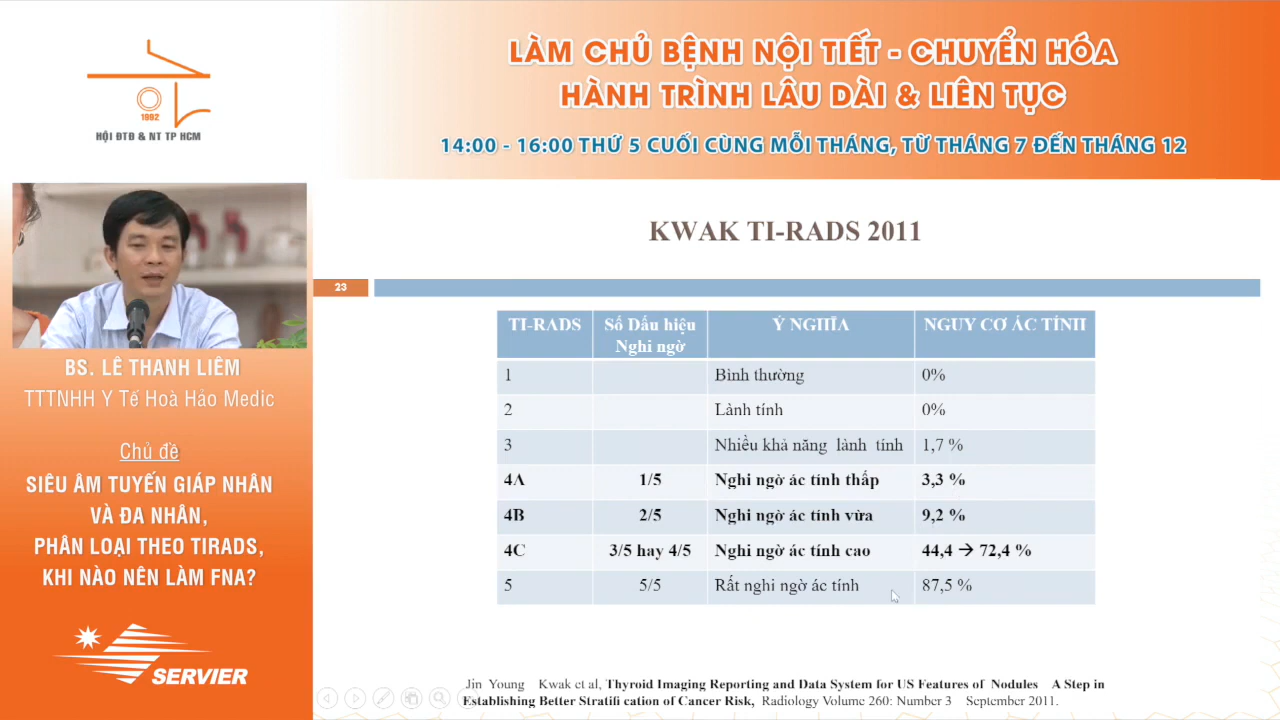 LÀM CHỦ BỆNH NỘI TIẾT - CHUYỂN HÓA
HÀNH TRÌNH LÂU DÀI & LIÊN TỤC
14:00 - 16:00 THỨ 5 CUỐI CÙNG MỖI THÁNG, TỪ THÁNG 7 ĐẾN THÁNG 12
1992
HỘI ĐTĐ & NT TP HCM
BS. LÊ THANH LIÊM
TTTNHH Y Tế Hoà Hảo Medic
Chủ đề
SIÊU ÂM TUYẾN GIÁP NHÂN
VÀ ĐA NHÂN,
PHÂN LOẠI THEO TIRADS,
KHI NÀO NÊN LÀM FNA?
SERVIER
KWAK TI-RADS 2011
23
TI-RADS Số Dấu hiệu Nghi ngờ Ý NGHĨA NGUY CƠ ÁC TÍNH
1 Bình thường 0%
2 Lành tính 0%
3 Nhiều khả năng lành tính 1,7 %
4A 1/5 Nghi ngờ ác tính thấp 3,3 %
4B 2/5 Nghi ngờ ác tính vừa 9,2 %
4C 3/5 hay 4/5 Nghi ngờ ác tính cao 44,4 → 72,4 %
5 5/5 Rất nghi ngờ ác tính 87,5 %
Jin Young Kwak et al, Thyroid Imaging Reporting and Data System for US Features of Nodules A Step in
Establishing Better Stratifi cation of Cancer Risk, Radiology Volume 260: Number 3 September 2011.